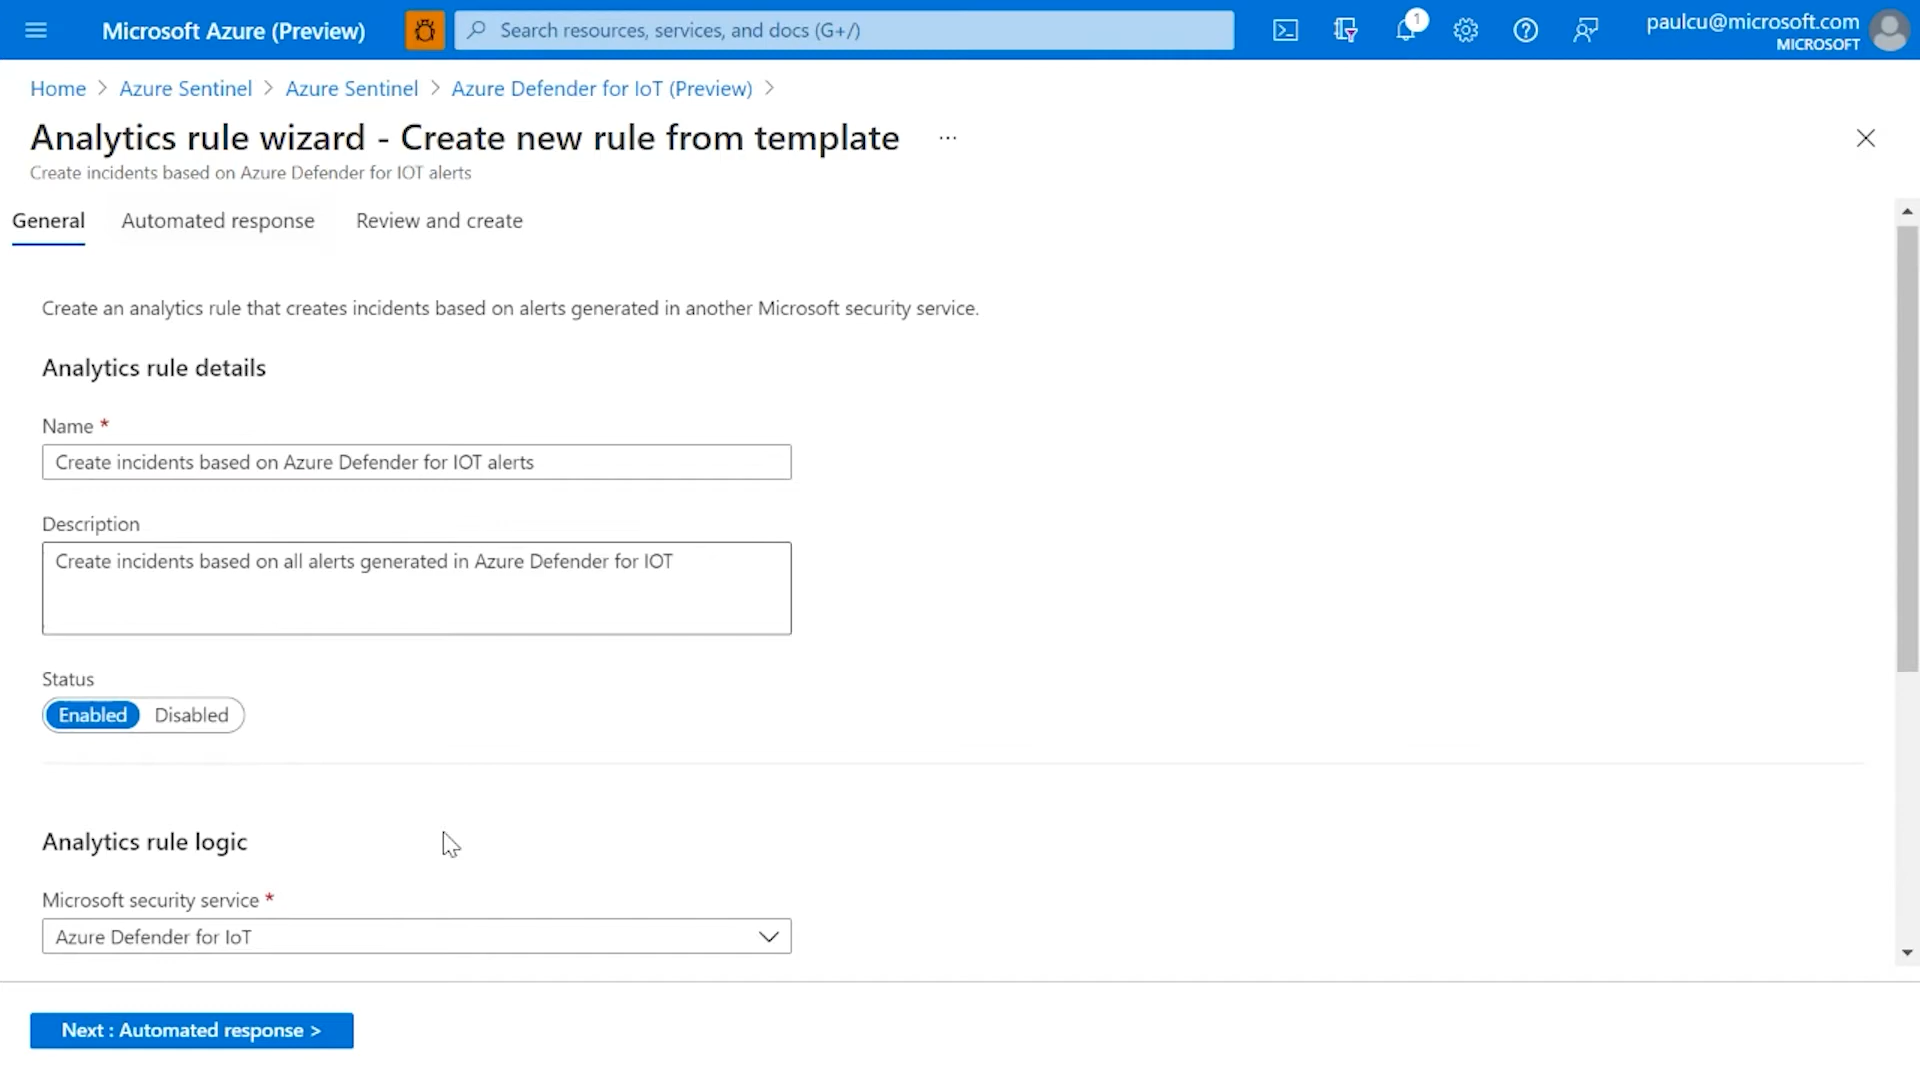 Microsoft Azure (Preview)
Search resources, services, and docs (G+/)
1
paulcu@microsoft.com
MICROSOFT
Home > Azure Sentinel > Azure Sentinel > Azure Defender for IoT (Preview) >
Analytics rule wizard - Create new rule from template ...
Create incidents based on Azure Defender for IOT alerts
General Automated response Review and create
Create an analytics rule that creates incidents based on alerts generated in another Microsoft security service.
Analytics rule details
Name *
Create incidents based on Azure Defender for IOT alerts
Description
Create incidents based on all alerts generated in Azure Defender for IOT
Status
Enabled Disabled
Analytics rule logic
Microsoft security service *
Azure Defender for IoT
Next : Automated response >